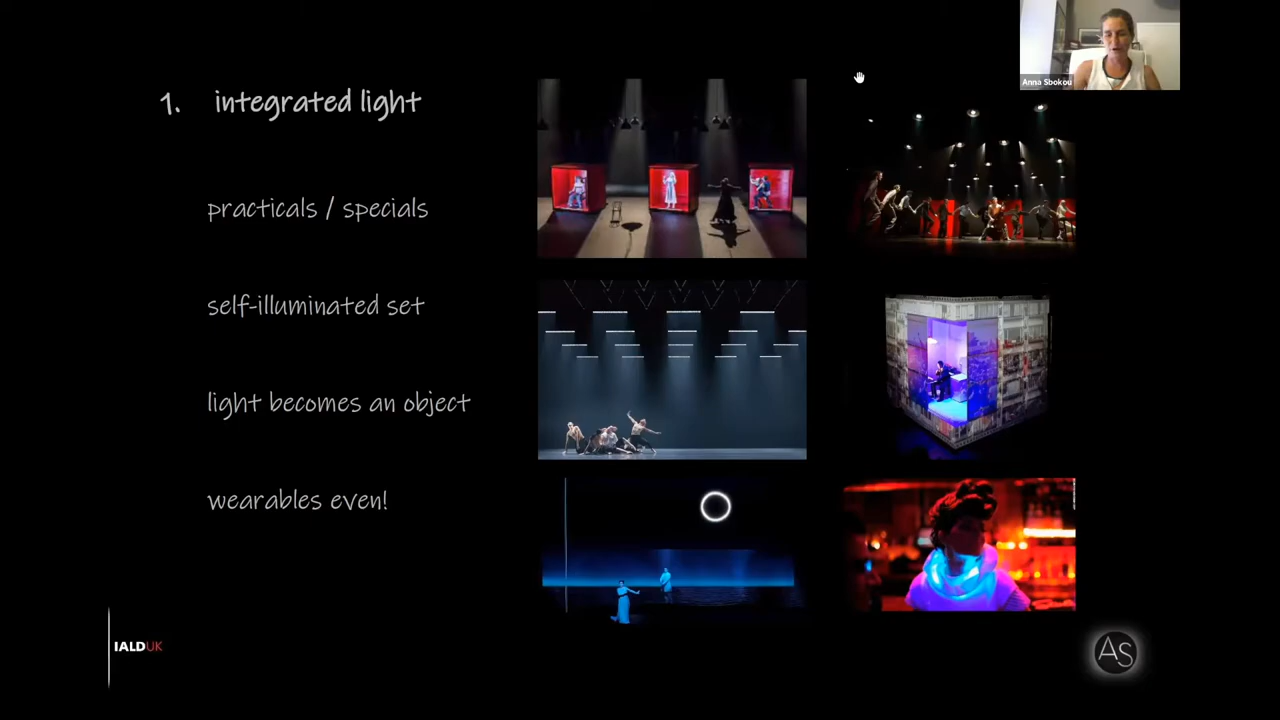 Anna Sbokou
1. integrated light
practicals / specials
self-illuminated set
light becomes an object
wearables even!
IALDUK
AS